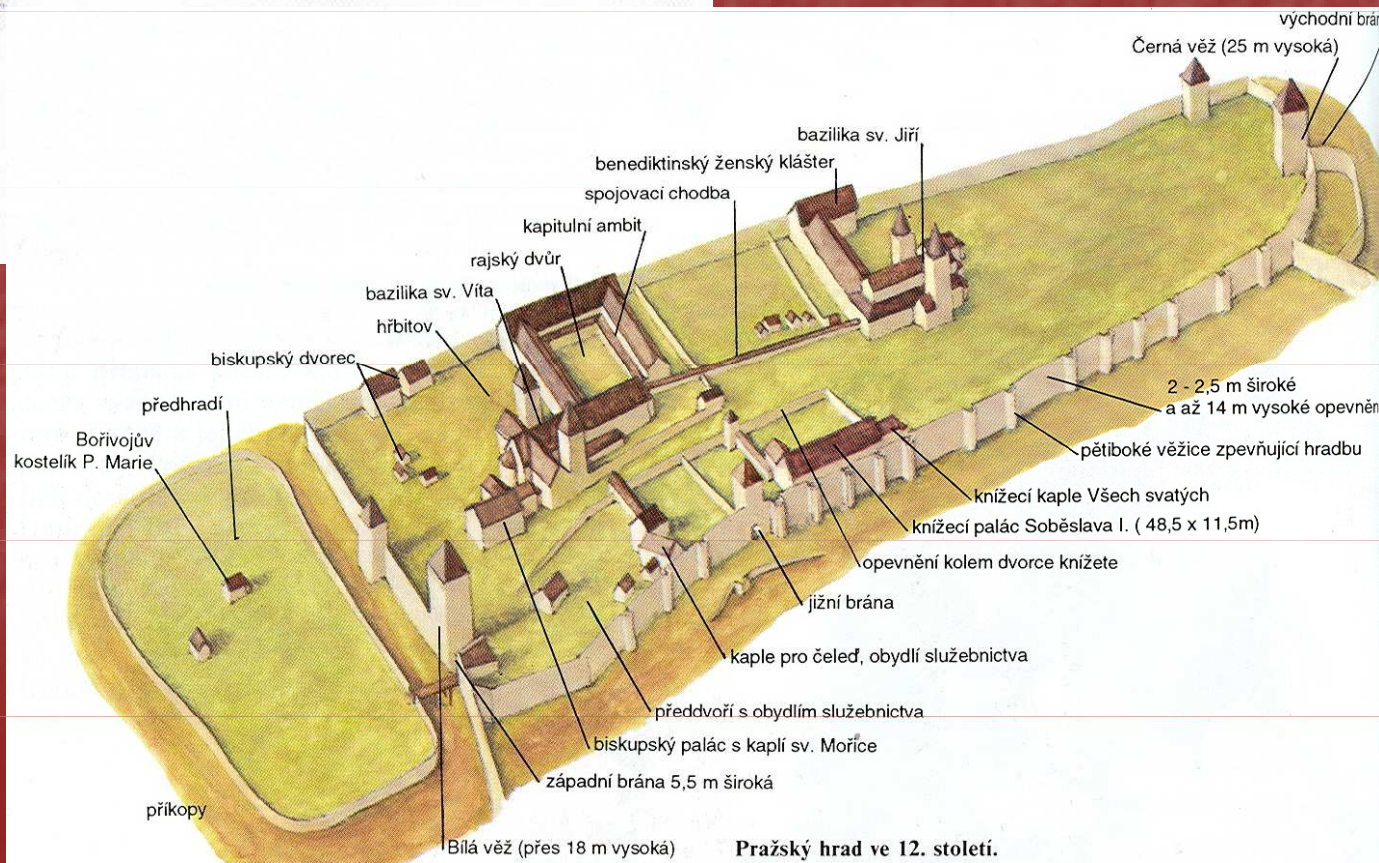 východní brán
Černá věž (25 m vysoká)
bazilika sv. Jiří
benediktinský ženský klášter
spojovací chodba
kapitulní ambit
rajský dvůr
bazilika sv. Víta
hřbitov
biskupský dvorec
předhradí
Bořivojův
kostelík P. Marie
2 - 2,5 m široké
a až 14 m vysoké opevněn
pětiboké věžice zpevňující hradbu
knížecí kaple Všech svatých
knížecí palác Soběslava I. ( 48,5 x 11,5m)
opevnění kolem dvorce knížete
jižní brána
kaple pro čeleď, obydlí služebnictva
předdvoří s obydlím služebnictva
biskupský palác s kaplí sv. Mořice
západní brána 5,5 m široká
příkopy
Bílá věž (přes 18 m vysoká)
Pražský hrad ve 12. století.